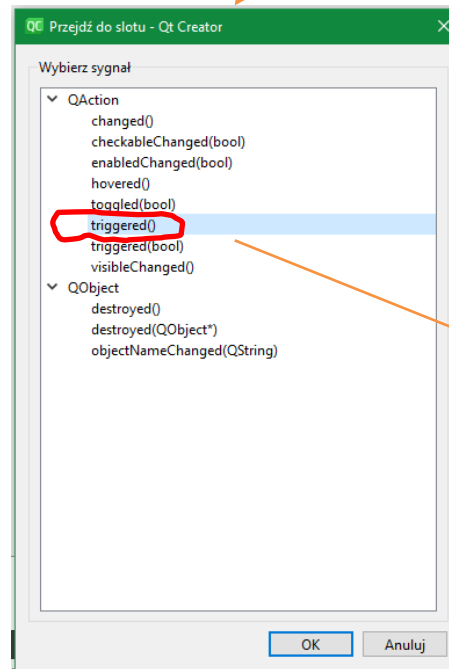 QC Przejdź do slotu - Qt Creator
Wybierz sygnał
QAction
changed()
checkableChanged(bool)
enabledChanged(bool)
hovered()
toggled(bool)
triggered()
triggered(bool)
visibleChanged()
QObject
destroyed()
destroyed(QObject*)
objectNameChanged(QString)
OK Anuluj